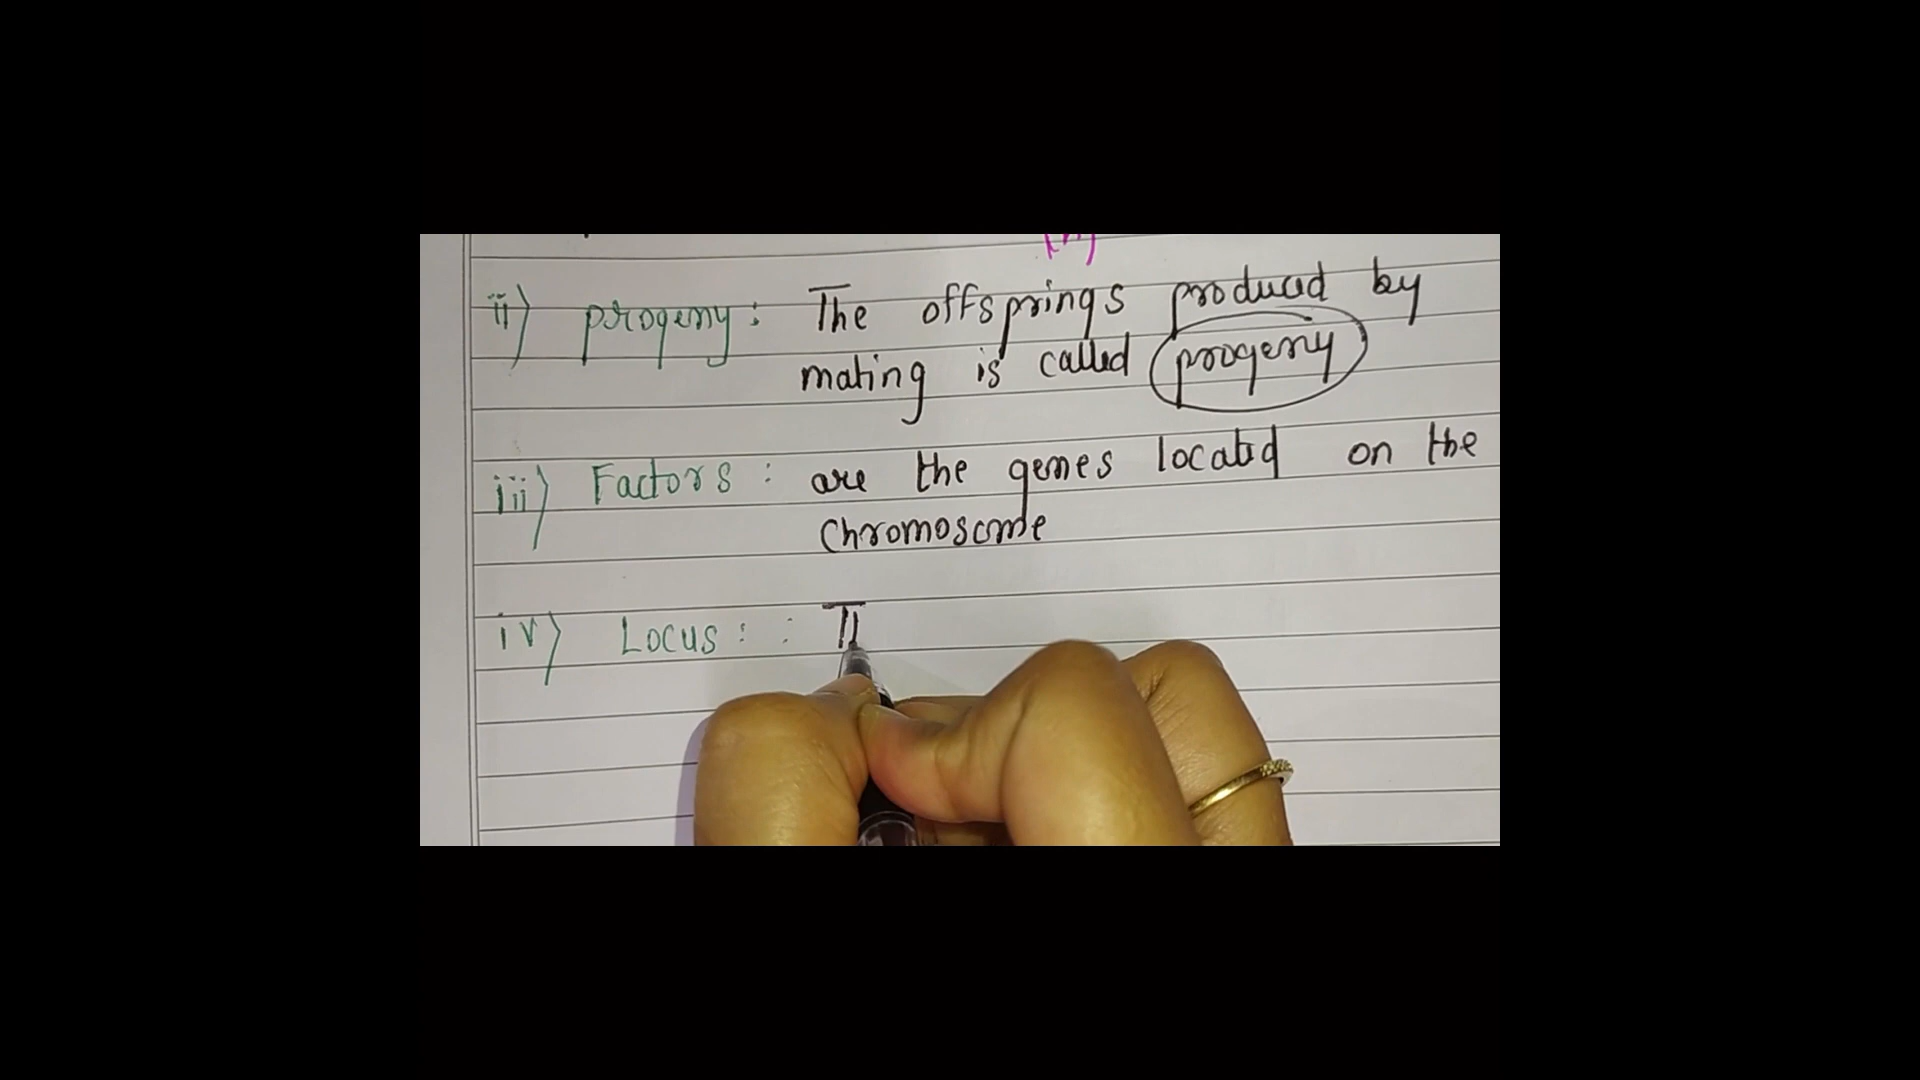 ii) progeny : The offsprings produced by
mating is called progeny
iii) Factors : are the genes located on the
Chromosome
iv) Locus : :